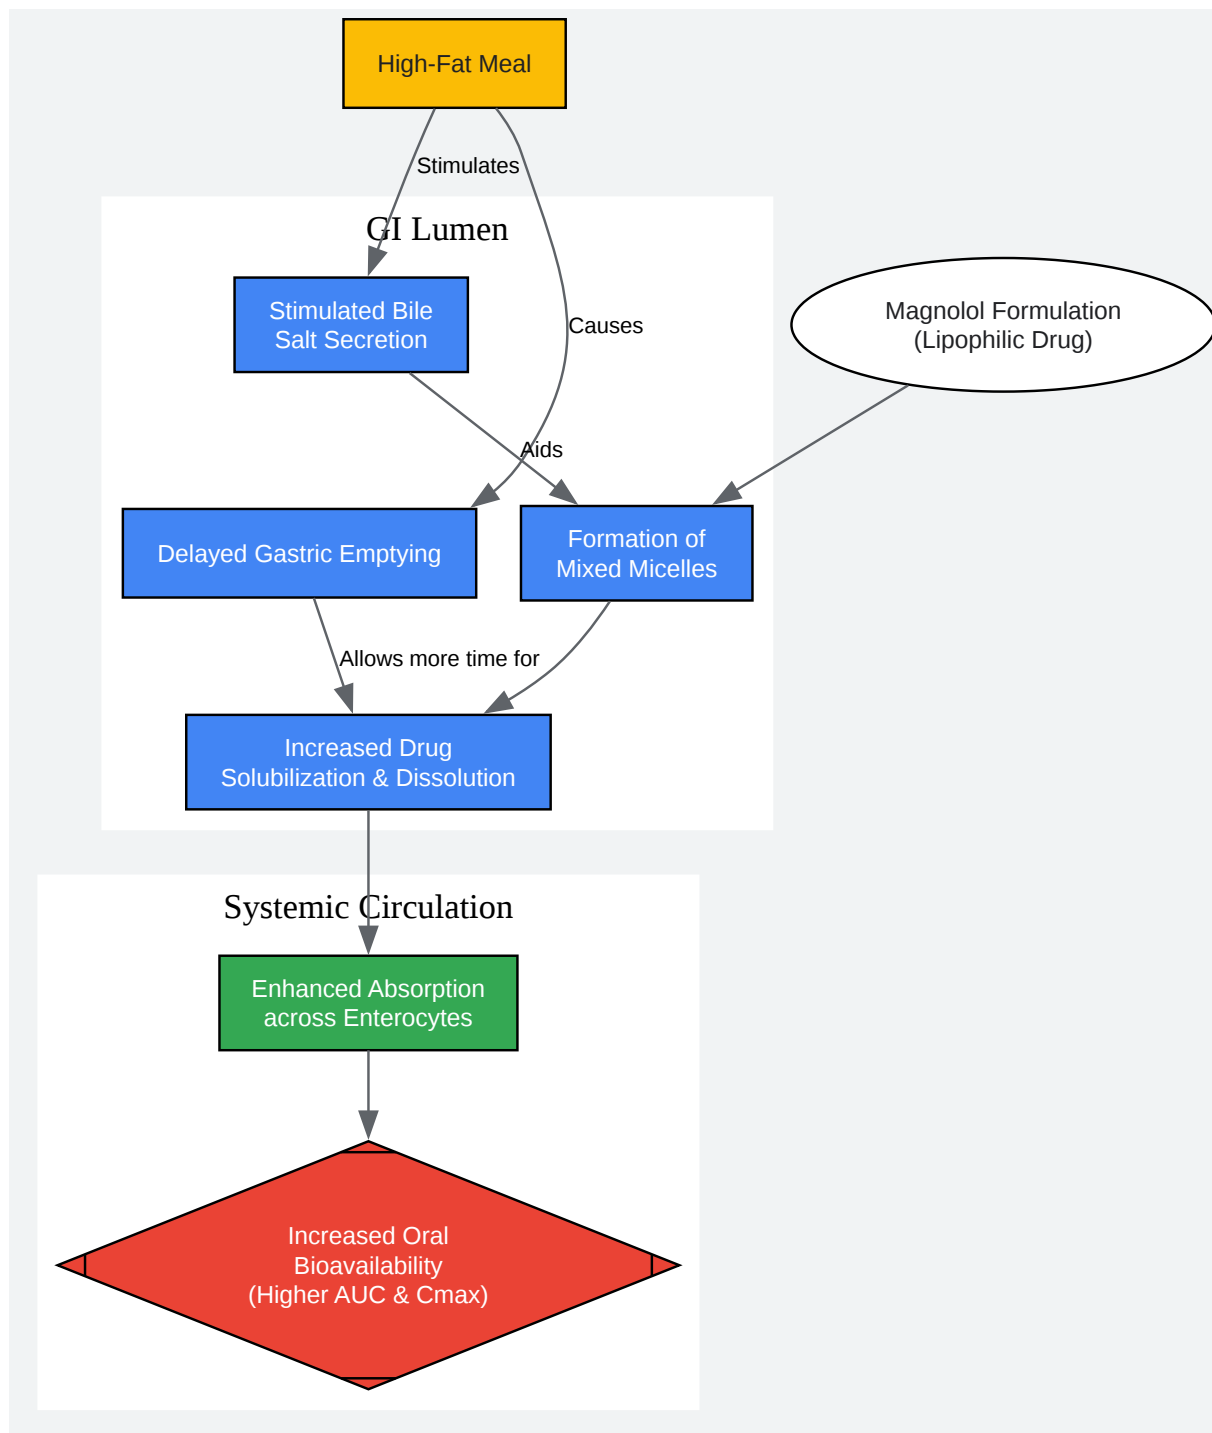 High-Fat Meal
Stimulates
GI Lumen
Stimulated Bile
Salt Secretion
Causes
Magnolol Formulation
(Lipophilic Drug)
Aids
Delayed Gastric Emptying
Formation of
Mixed Micelles
Allows more time for
Increased Drug
Solubilization & Dissolution
Systemic Circulation
Enhanced Absorption
across Enterocytes
Increased Oral
Bioavailability
(Higher AUC & Cmax)